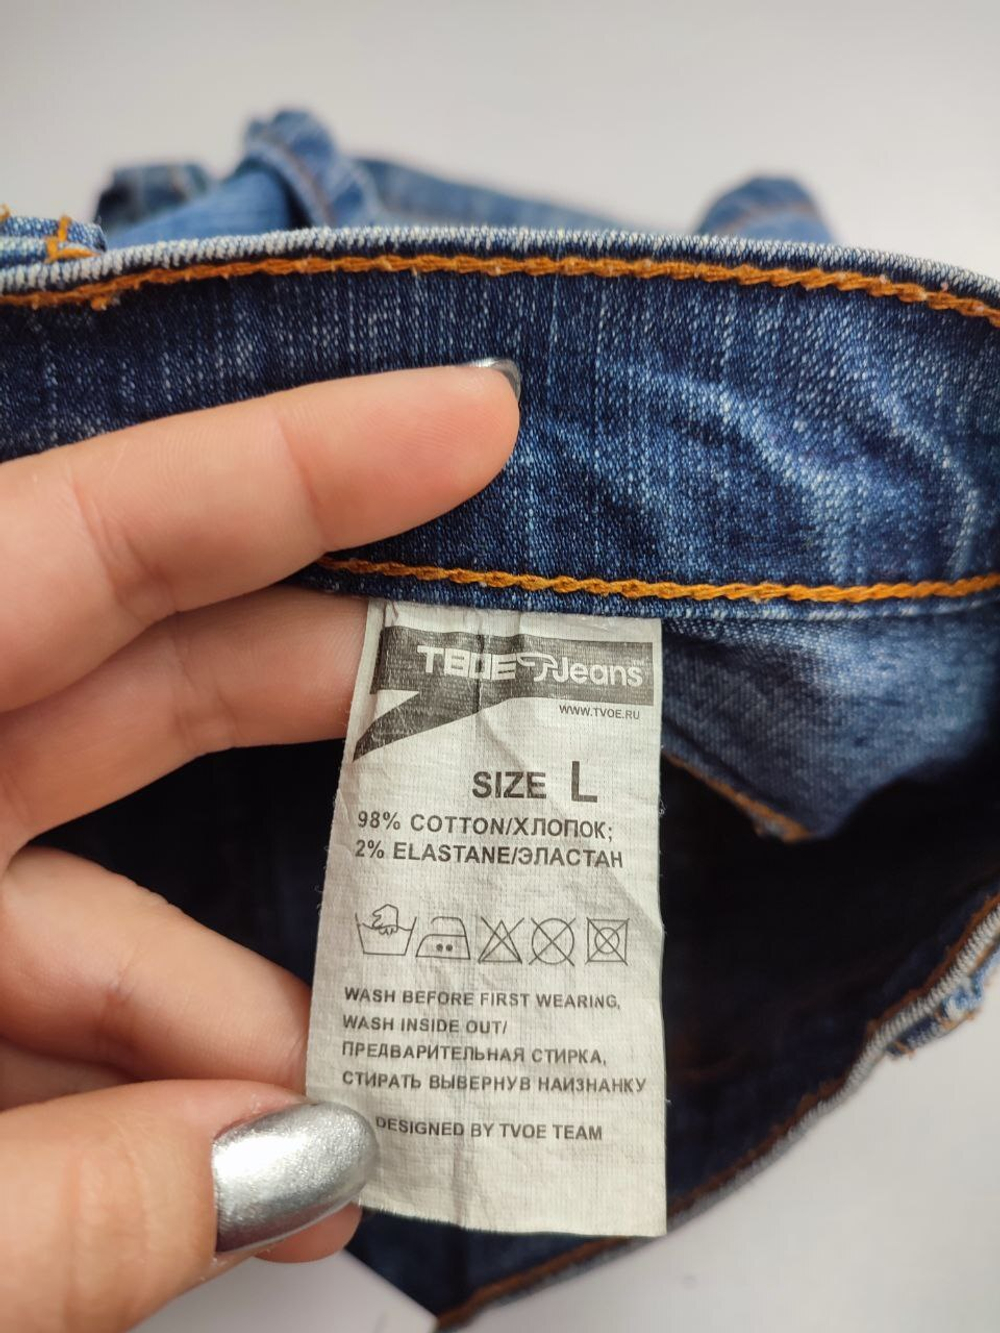 ТВОЕ Jeans
WWW.TVOE.RU
SIZE L
98% COTTON/ХЛОПОК;
2% ELASTANE/ЭЛАСТАН
WASH BEFORE FIRST WEARING,
WASH INSIDE OUT/
ПРЕДВАРИТЕЛЬНАЯ СТИРКА,
СТИРАТЬ ВЫВЕРНУВ НАИЗНАНКУ
DESIGNED BY TVOE TEAM